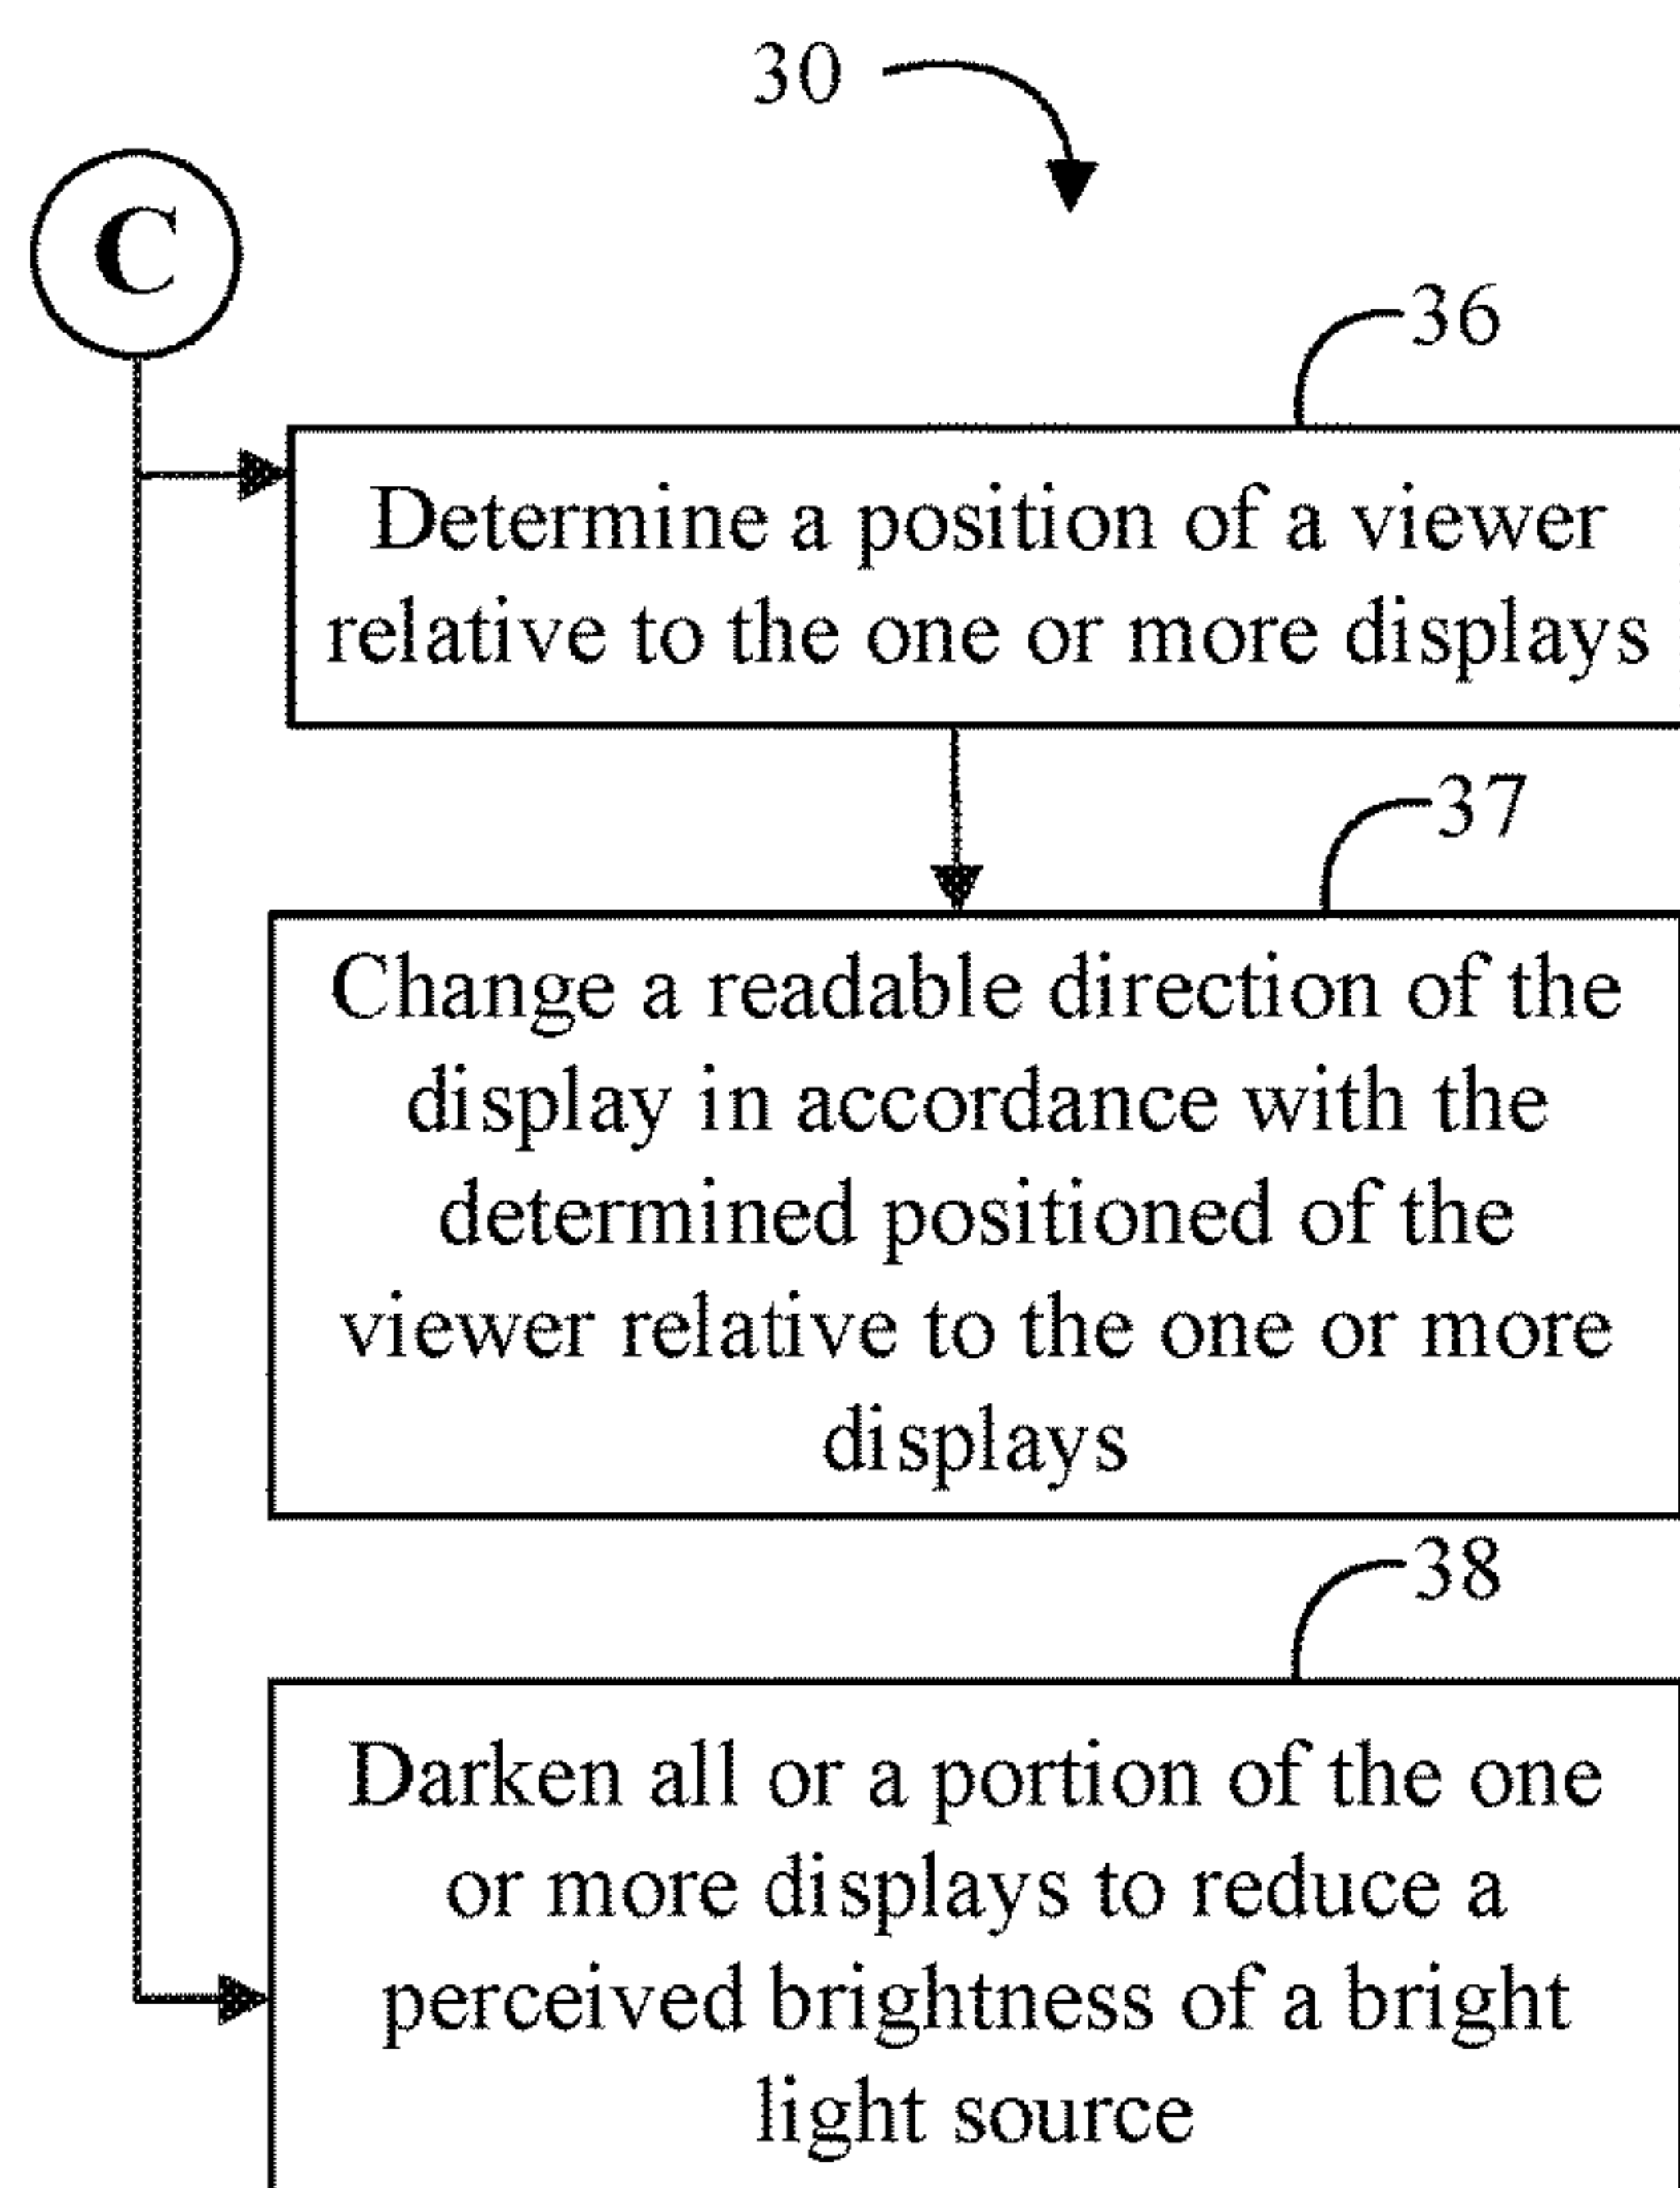 30
C
36
Determine a position of a viewer
relative to the one or more displays
37
Change a readable direction of the
display in accordance with the
determined positioned of the
viewer relative to the one or more
displays
38
Darken all or a portion of the one
or more displays to reduce a
perceived brightness of a bright
light source